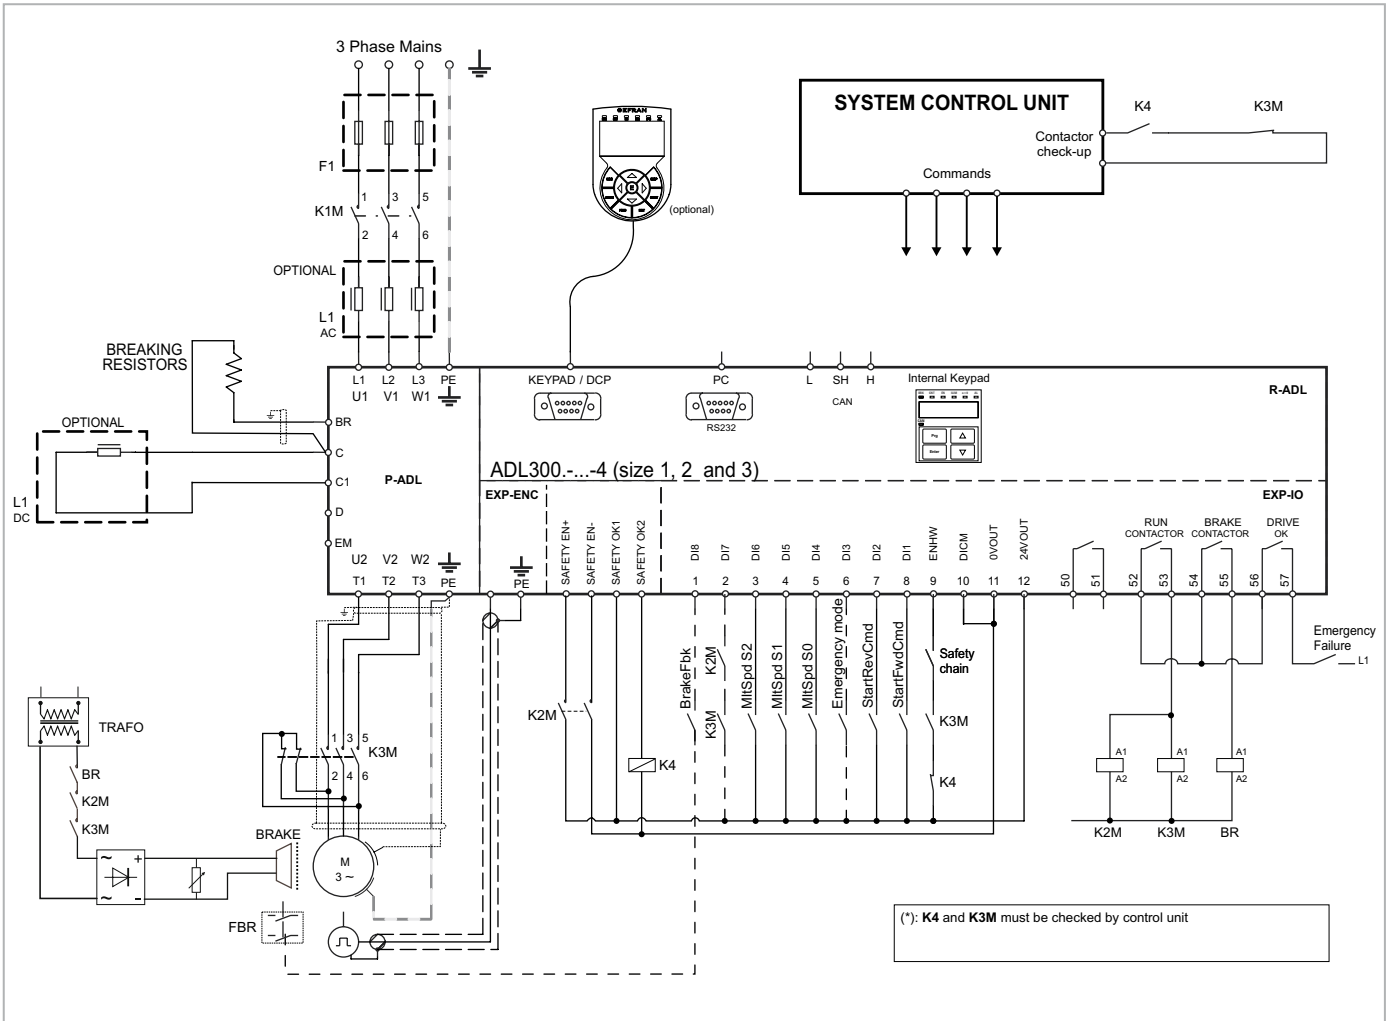 3 Phase Mains
F1
1 3 5
K1M
2 4 6
OPTIONAL
L1
AC
GEFRAN
(optional)
SYSTEM CONTROL UNIT
Contactor
check-up
Commands
K4
K3M
BREAKING
RESISTORS
OPTIONAL
L1
DC
L1 L2 L3 PE
U1 V1 W1
BR
C
C1
D
EM
P-ADL
U2 V2 W2
T1 T2 T3 PE
KEYPAD / DCP
PC
RS232
L SH H
CAN
Internal Keypad
Prg
Enter
R-ADL
ADL300.-...-4 (size 1, 2 and 3)
EXP-ENC
PE
EXP-IO
SAFETY EN+
SAFETY EN-
SAFETY OK1
SAFETY OK2
DI8
DI7
DI6
DI5
DI4
DI3
DI2
DI1
ENHW
DICM
0VOUT
24VOUT
1 2 3 4 5 6 7 8 9 10 11 12
RUN
CONTACTOR
BRAKE
CONTACTOR
DRIVE
OK
50
51
52
53
54
55
56
57
K2M
K4
BrakeFbk
K2M
K3M
MltSpd S2
MltSpd S1
MltSpd S0
Emergency mode
StartRevCmd
StartFwdCmd
Safety
chain
K3M
K4
Emergency
Failure
L1
A1
A2
A1
A2
A1
A2
K2M
K3M
BR
TRAFO
BR
K2M
K3M
~ +
~ -
BRAKE
1 3 5
K3M
2 4 6
M
3 ~
FBR
(*): K4 and K3M must be checked by control unit